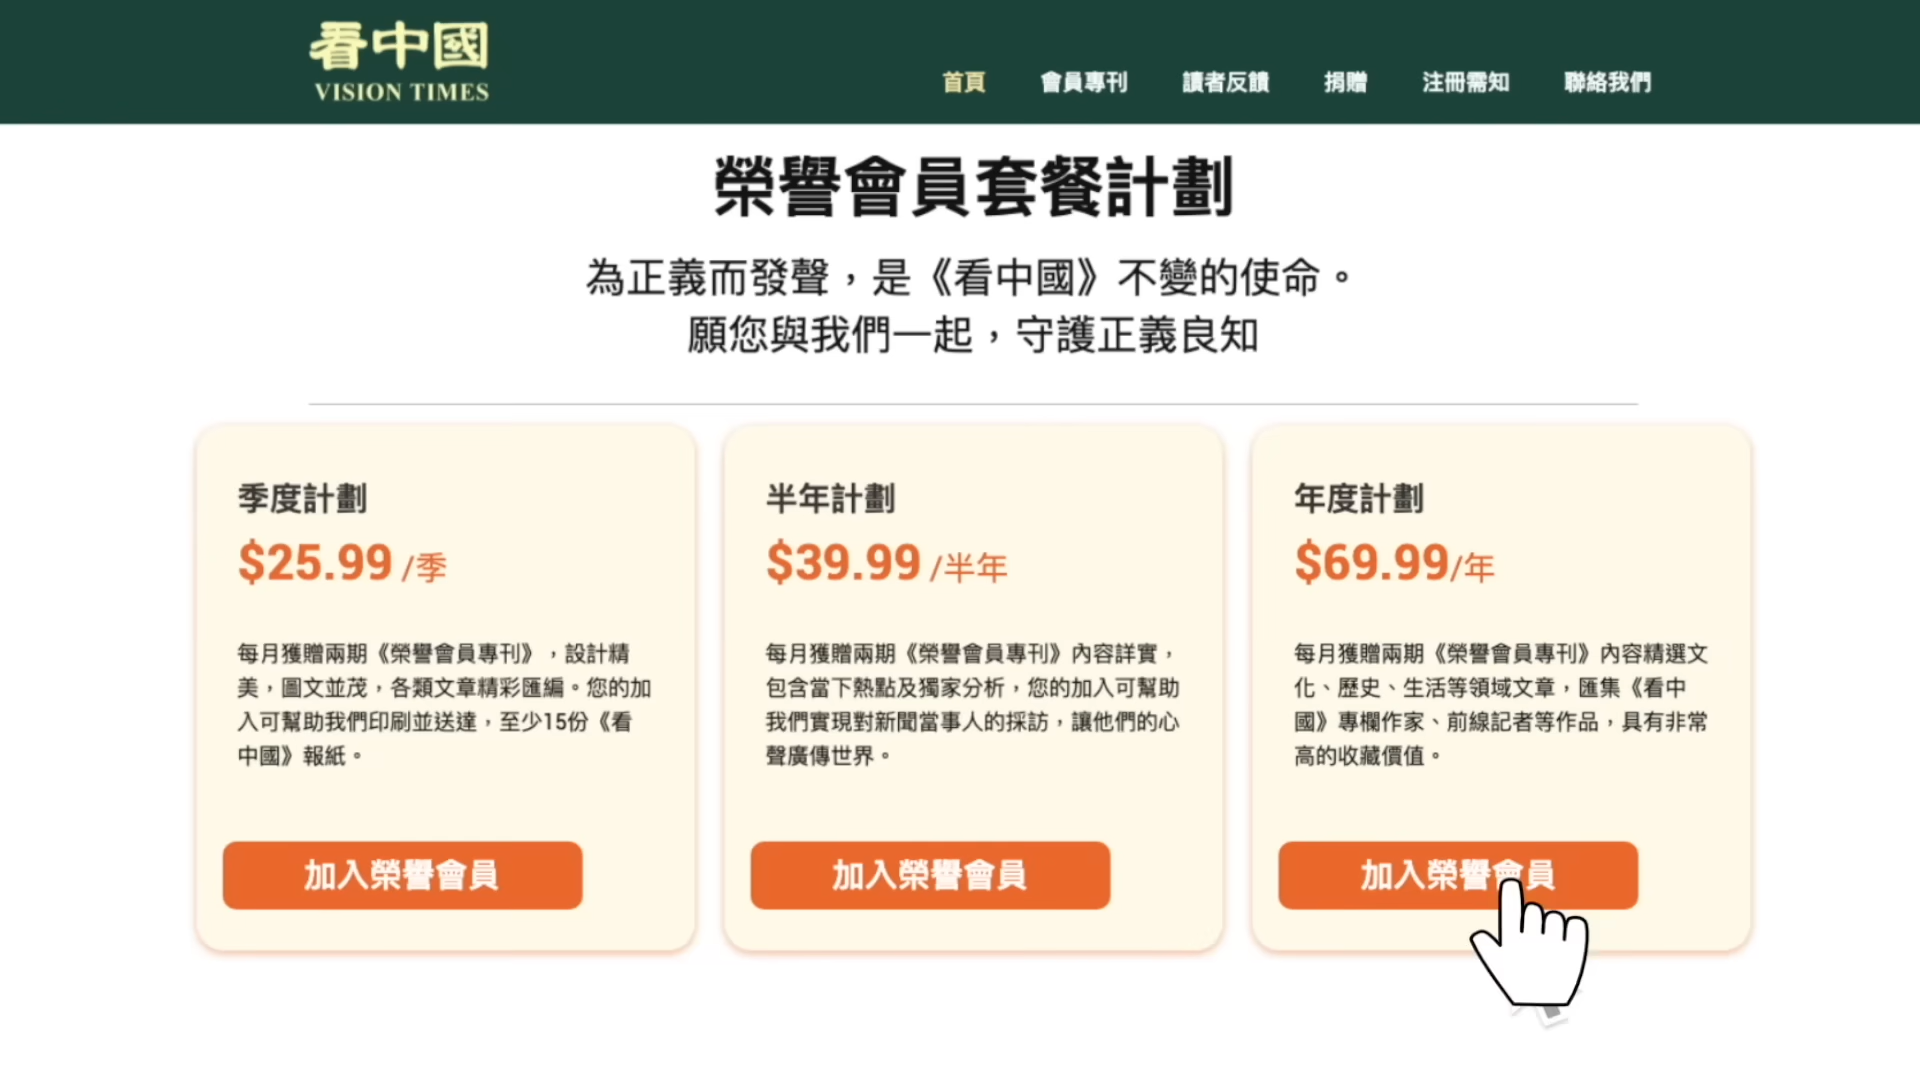 看中國
VISION TIMES
首頁 會員專刊 讀者反饋 捐贈 注冊需知 聯絡我們
榮譽會員套餐計劃
為正義而發聲，是《看中國》不變的使命。
願您與我們一起，守護正義良知
季度計劃
$25.99 /季
每月獲贈兩期《榮譽會員專刊》，設計精
美，圖文並茂，各類文章精彩匯編。您的加
入可幫助我們印刷並送達，至少15份《看
中國》報紙。
加入榮譽會員
半年計劃
$39.99 /半年
每月獲贈兩期《榮譽會員專刊》內容詳實，
包含當下熱點及獨家分析，您的加入可幫助
我們實現對新聞當事人的採訪，讓他們的心
聲廣傳世界。
加入榮譽會員
年度計劃
$69.99/年
每月獲贈兩期《榮譽會員專刊》內容精選文
化、歷史、生活等領域文章，匯集《看中
國》專欄作家、前線記者等作品，具有非常
高的收藏價值。
加入榮譽會員